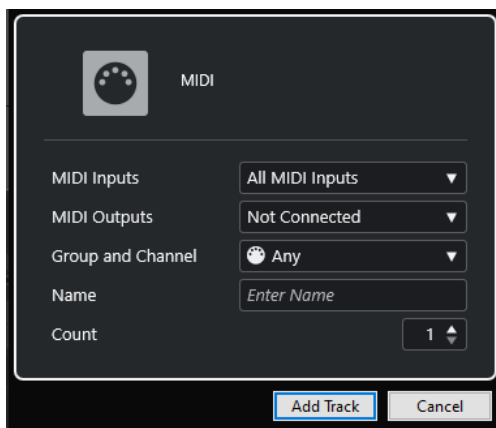 MIDI
MIDI Inputs All MIDI Inputs
MIDI Outputs Not Connected
Group and Channel Any
Name Enter Name
Count 1
Add Track Cancel